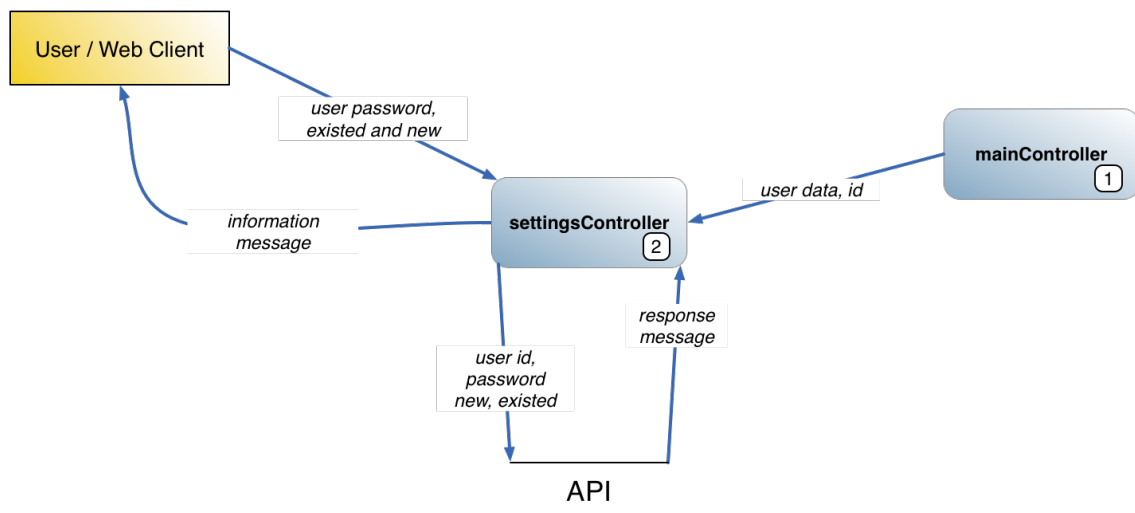 User / Web Client
user password,
existed and new
mainController
1
user data, id
settingsController
2
information
message
response
message
user id,
password
new, existed
API